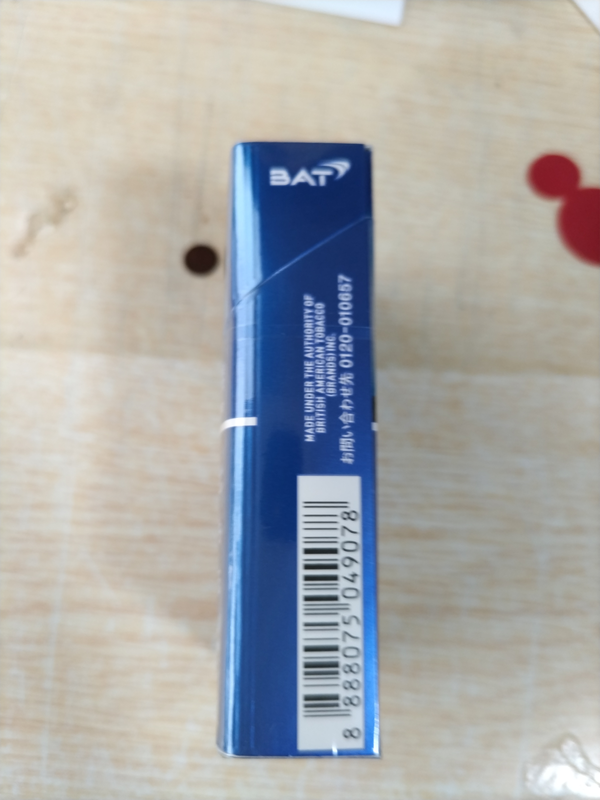 BAT
MADE UNDER THE AUTHORITY OF
BRITISH AMERICAN TOBACCO
(BRANDS) INC.
お問い合わせ先 0120-010657
8 888075 049078